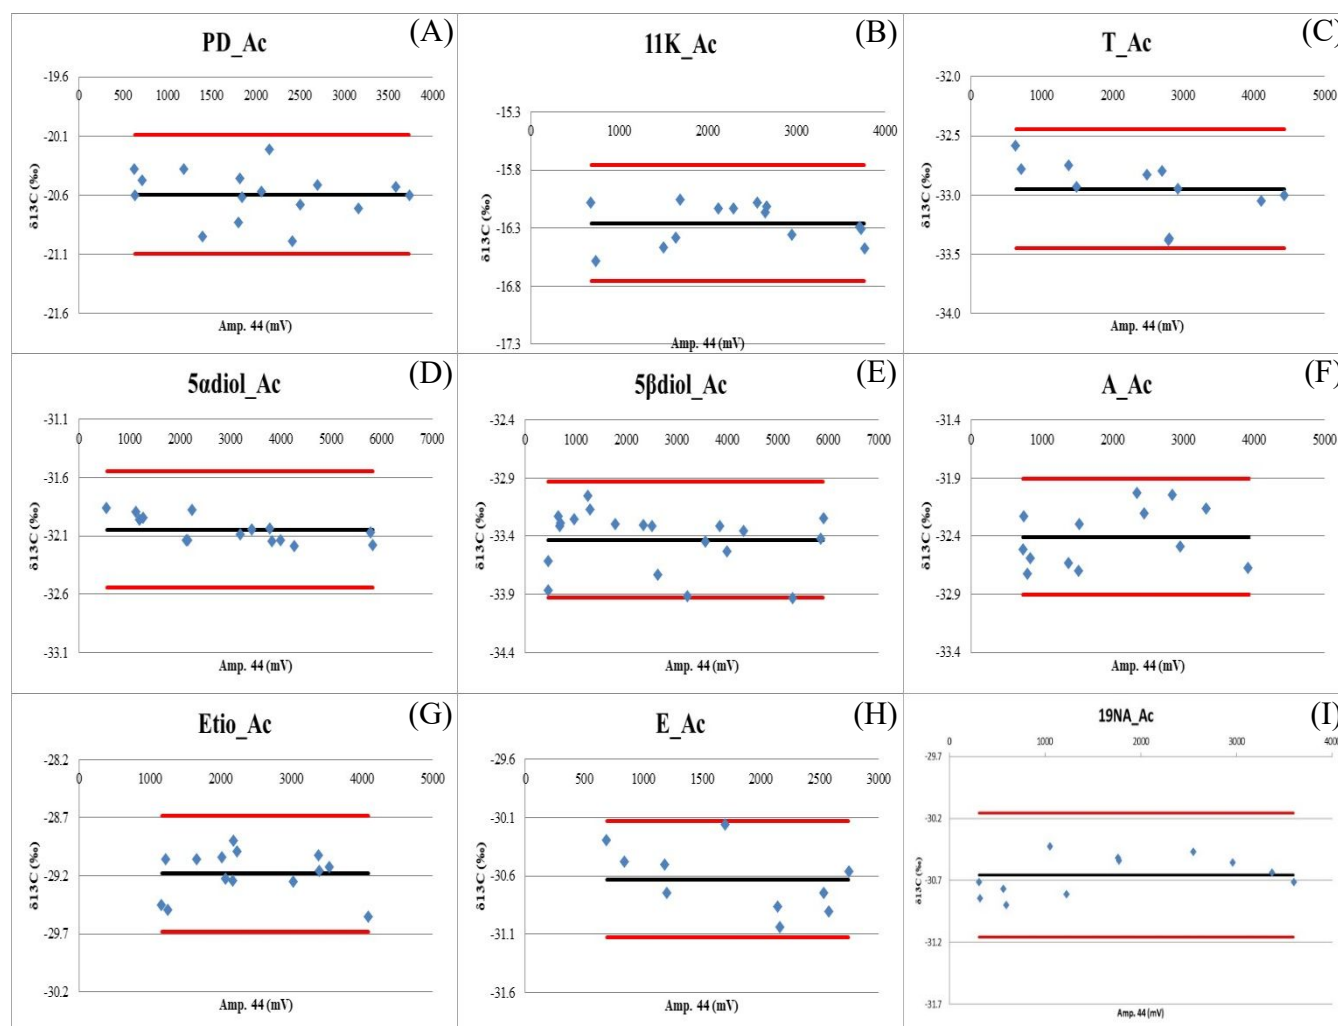 (A)
PD_Ac
-19.6
0 500 1000 1500 2000 2500 3000 3500 4000
-20.1
-20.6
-21.1
-21.6
δ13C (‰)
Amp. 44 (mV)
(B)
11K_Ac
-15.3
0 1000 2000 3000 4000
-15.8
-16.3
-16.8
-17.3
δ13C (‰)
Amp. 44 (mV)
(C)
T_Ac
-32.0
0 1000 2000 3000 4000 5000
-32.5
-33.0
-33.5
-34.0
δ13C (‰)
Amp. 44 (mV)
(D)
5αdiol_Ac
-31.1
0 1000 2000 3000 4000 5000 6000 7000
-31.6
-32.1
-32.6
-33.1
δ13C (‰)
Amp. 44 (mV)
(E)
5βdiol_Ac
-32.4
0 1000 2000 3000 4000 5000 6000 7000
-32.9
-33.4
-33.9
-34.4
δ13C (‰)
Amp. 44 (mV)
(F)
A_Ac
-31.4
0 1000 2000 3000 4000 5000
-31.9
-32.4
-32.9
-33.4
δ13C (‰)
Amp. 44 (mV)
(G)
Etio_Ac
-28.2
0 1000 2000 3000 4000 5000
-28.7
-29.2
-29.7
-30.2
δ13C (‰)
Amp. 44 (mV)
(H)
E_Ac
-29.6
0 500 1000 1500 2000 2500 3000
-30.1
-30.6
-31.1
-31.6
δ13C (‰)
Amp. 44 (mV)
(I)
19NA_Ac
0 1000 2000 3000 4000
-29.7
-30.2
-30.7
-31.2
-31.7
δ13C (‰)
Amp. 44 (mV)